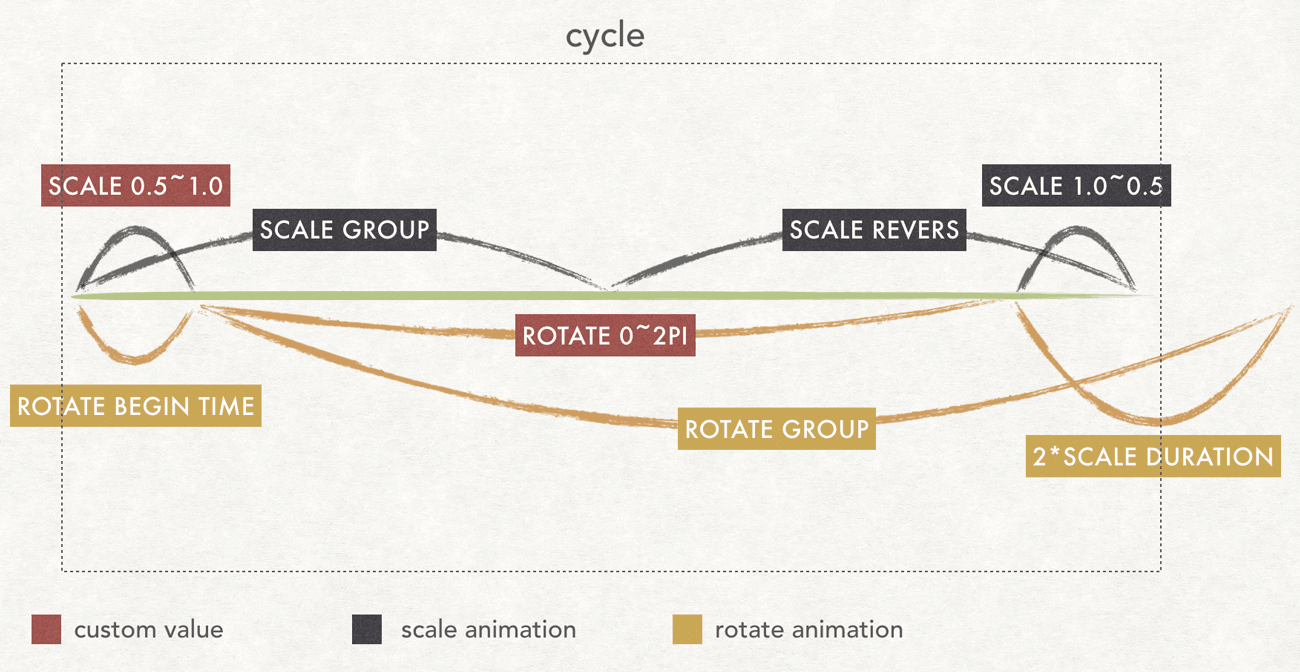 cycle
SCALE 0.5~1.0
SCALE 1.0~0.5
SCALE GROUP
SCALE REVERS
ROTATE 0~2PI
ROTATE BEGIN TIME
ROTATE GROUP
2*SCALE DURATION
custom value
scale animation
rotate animation